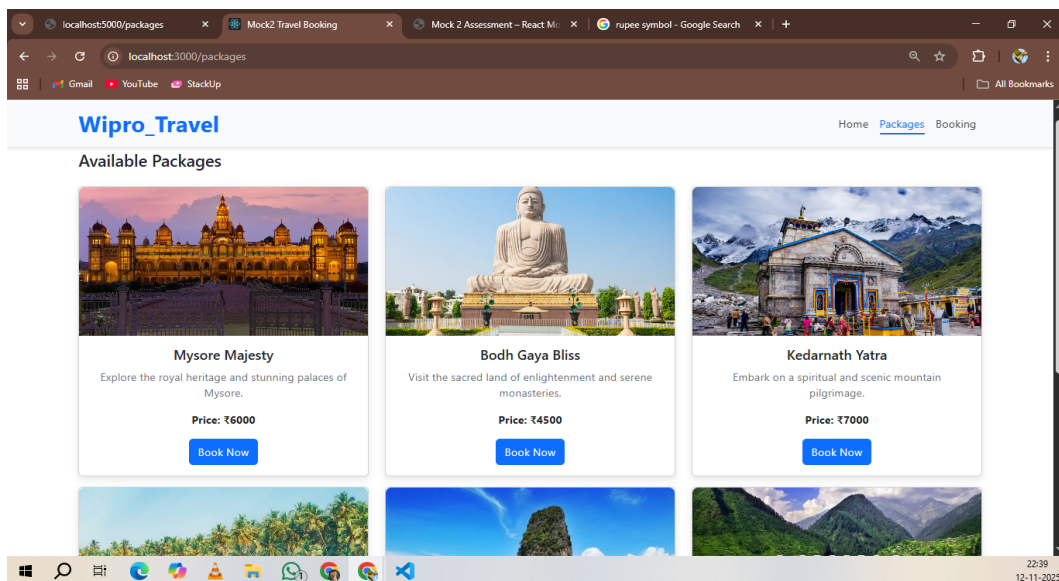 localhost:5000/packages
Mock2 Travel Booking
Mock 2 Assessment – React Mo
rupee symbol - Google Search
localhost:3000/packages
Gmail
YouTube
StackUp
All Bookmarks
Wipro_Travel
Home
Packages
Booking
Available Packages
Mysore Majesty
Explore the royal heritage and stunning palaces of
Mysore.
Price: ₹6000
Book Now
Bodh Gaya Bliss
Visit the sacred land of enlightenment and serene
monasteries.
Price: ₹4500
Book Now
Kedarnath Yatra
Embark on a spiritual and scenic mountain
pilgrimage.
Price: ₹7000
Book Now
22:39
12-11-2025